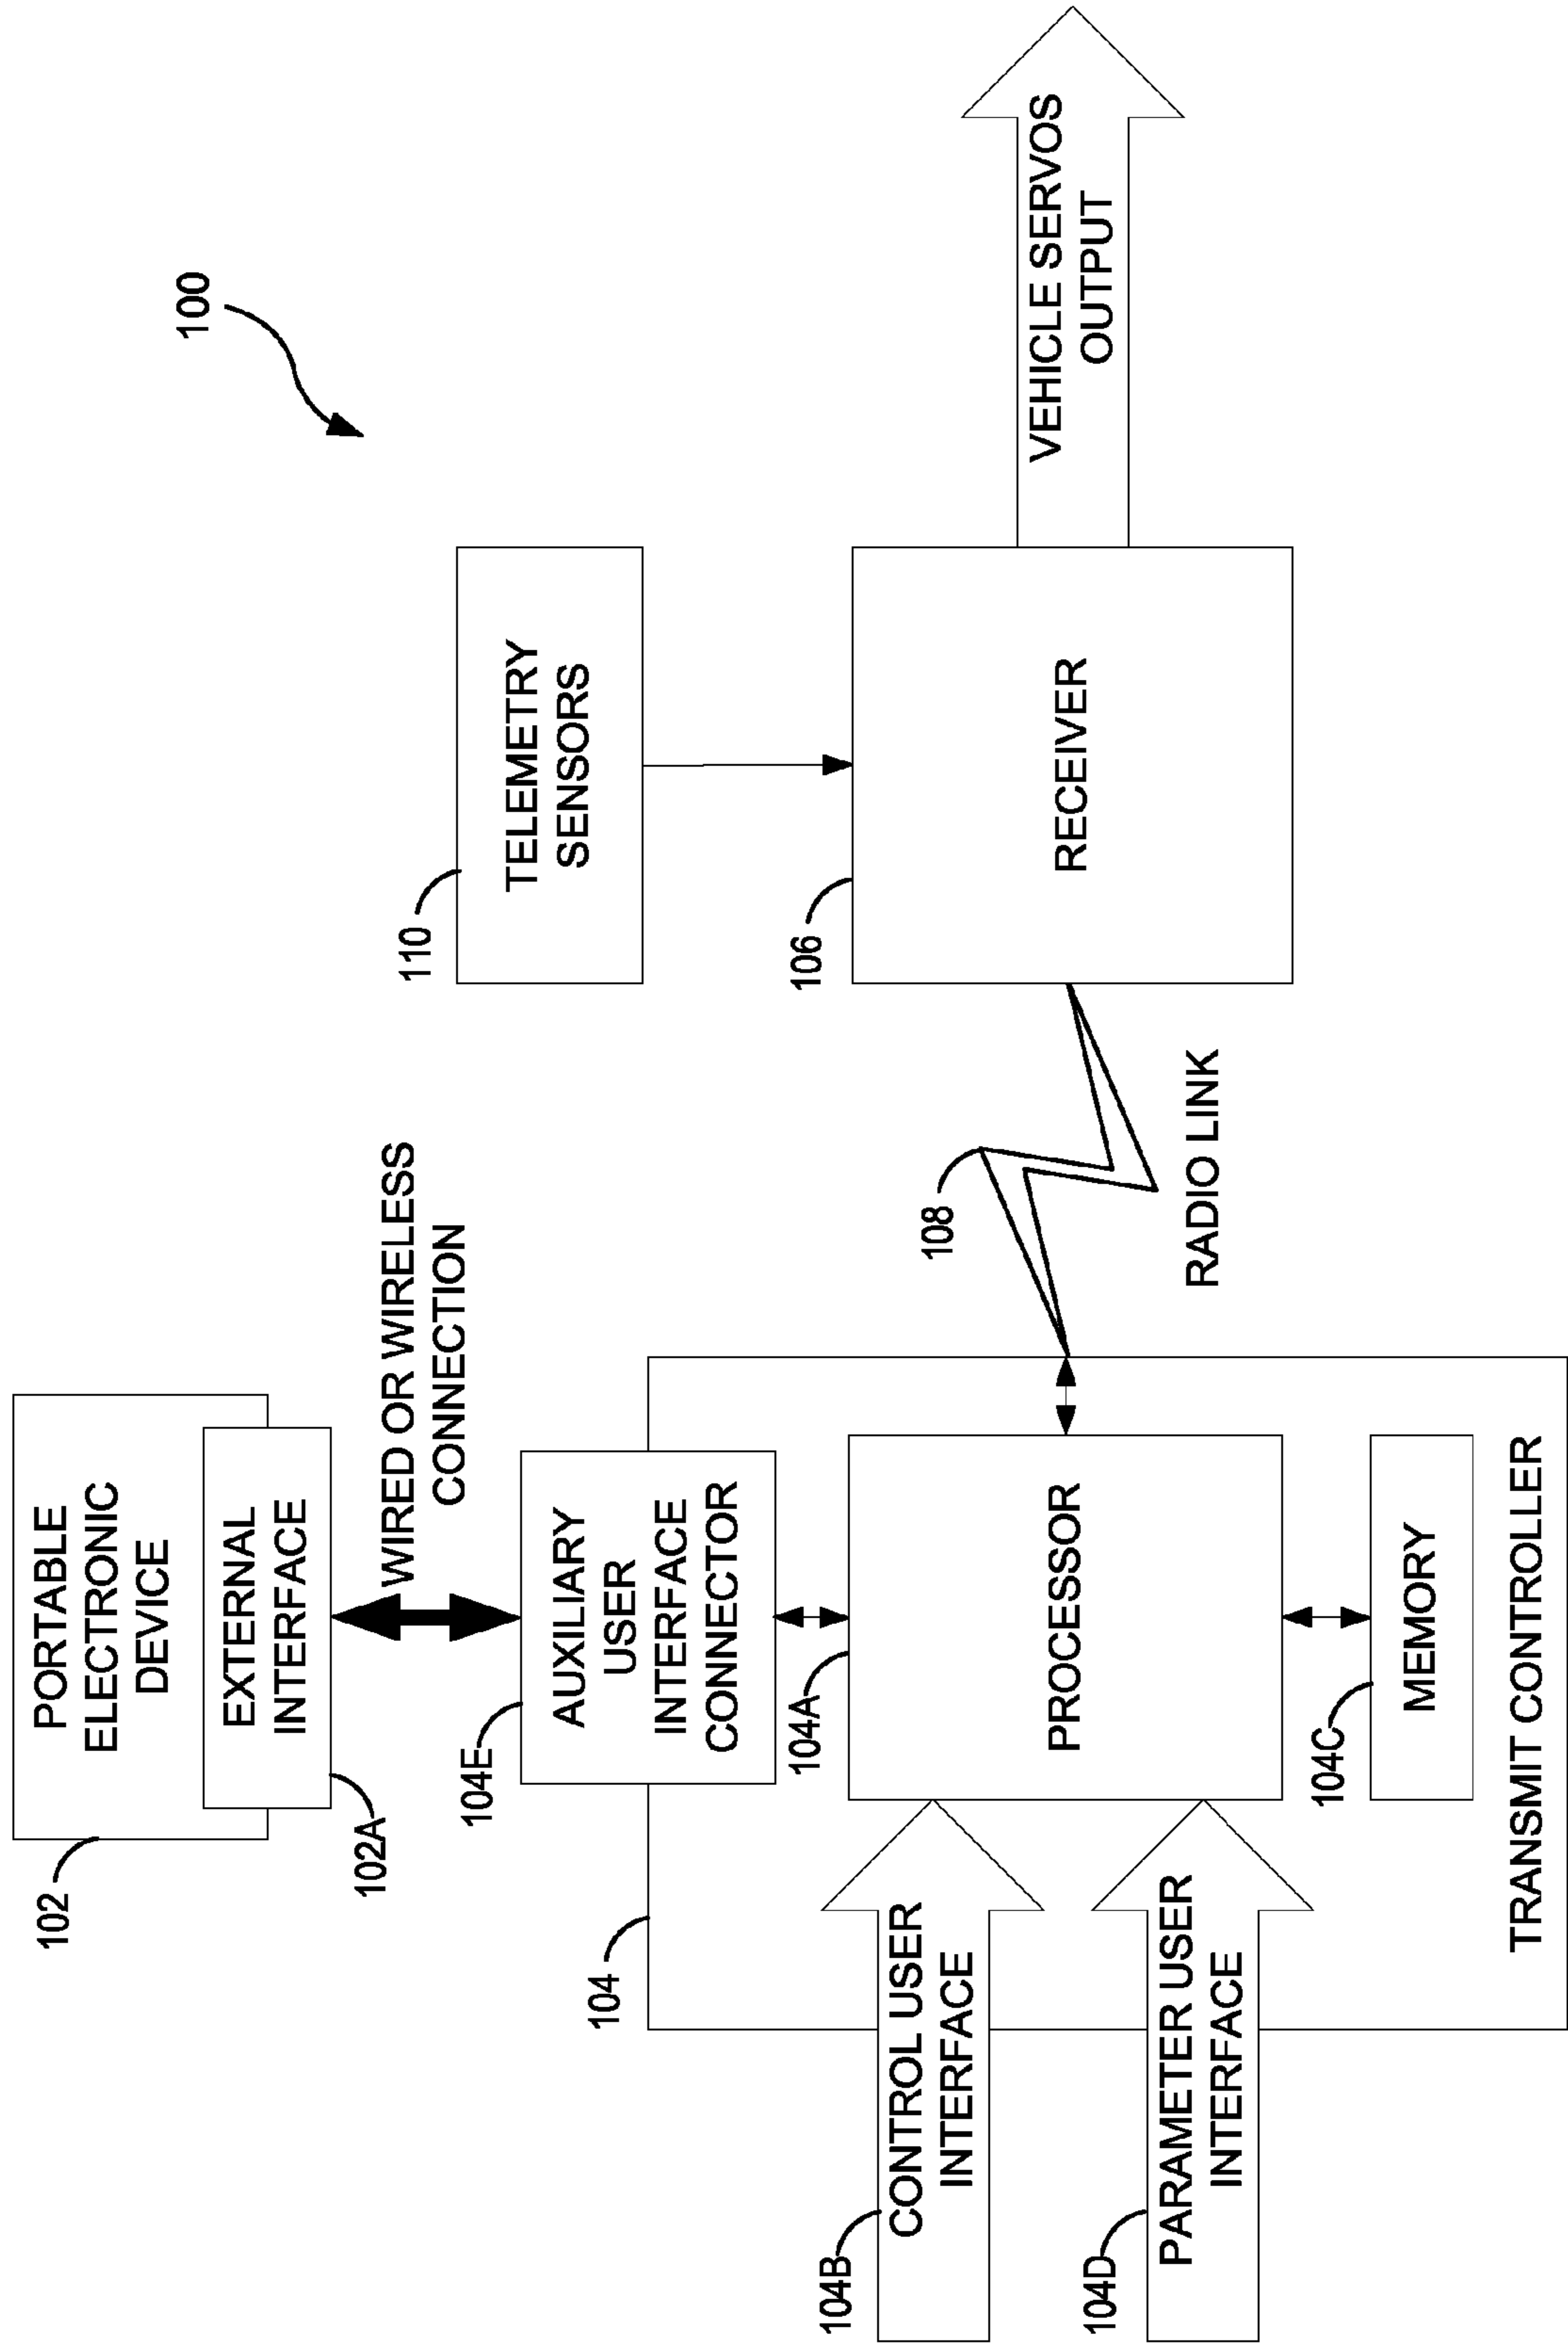 100
102
PORTABLE
ELECTRONIC
DEVICE
EXTERNAL
INTERFACE
102A
WIRED OR WIRELESS
CONNECTION
110
TELEMETRY
SENSORS
104
104E
AUXILIARY
USER
INTERFACE
CONNECTOR
104A
PROCESSOR
104B
CONTROL USER
INTERFACE
104D
PARAMETER USER
INTERFACE
104C
MEMORY
TRANSMIT CONTROLLER
108
RADIO LINK
106
RECEIVER
VEHICLE SERVOS
OUTPUT